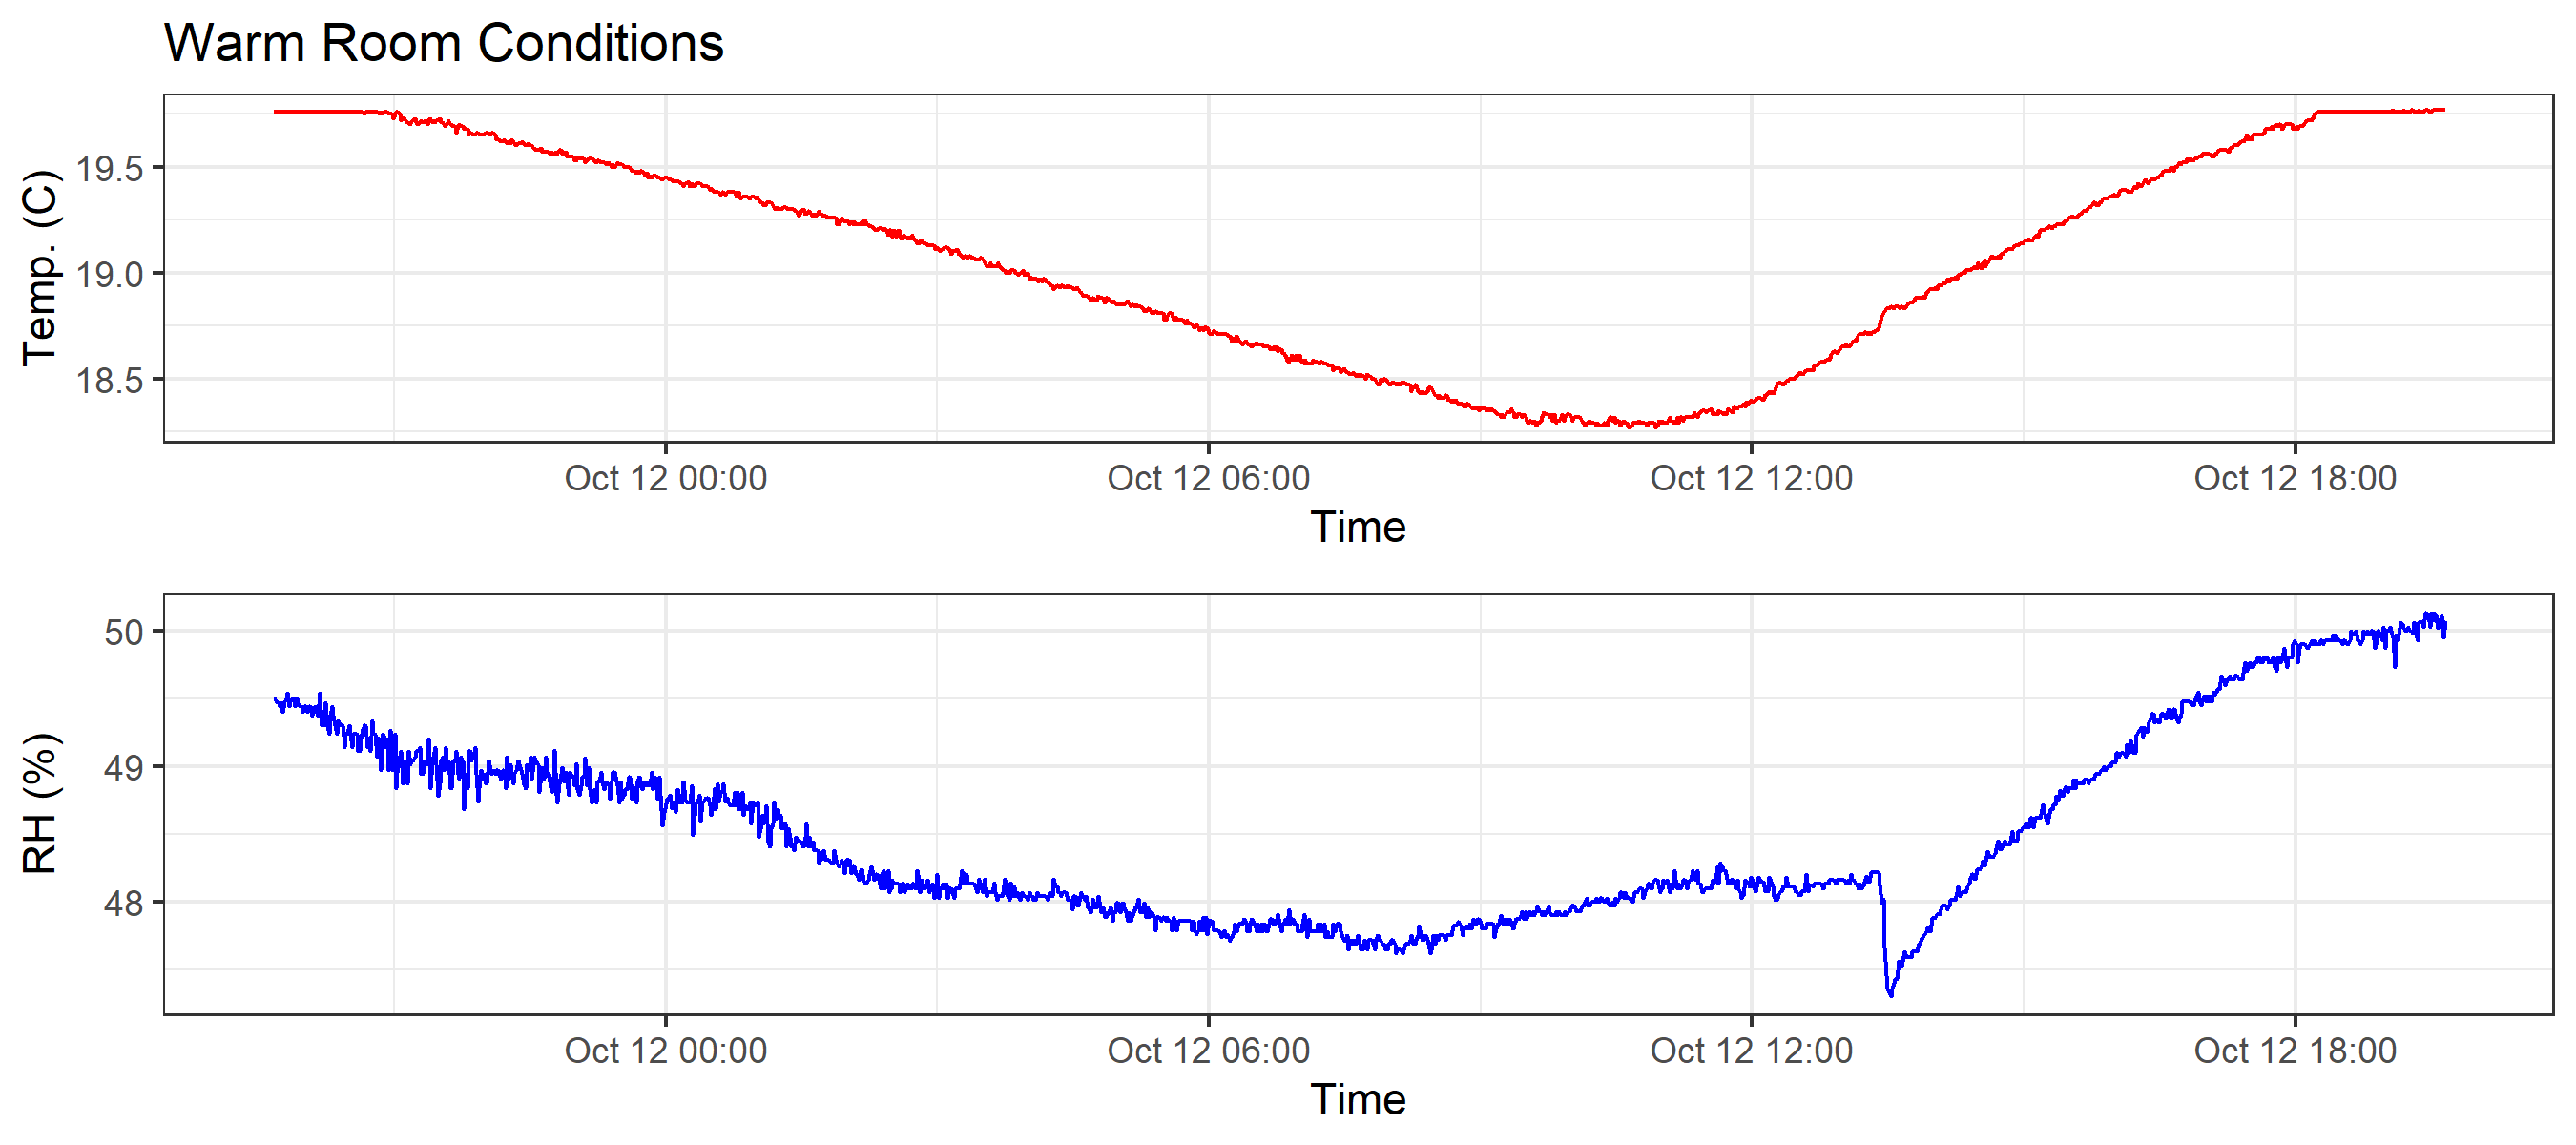 Warm Room Conditions
Temp. (C)
19.5
19.0
18.5
Oct 12 00:00 Oct 12 06:00 Oct 12 12:00 Oct 12 18:00
Time
RH (%)
50
49
48
Oct 12 00:00 Oct 12 06:00 Oct 12 12:00 Oct 12 18:00
Time